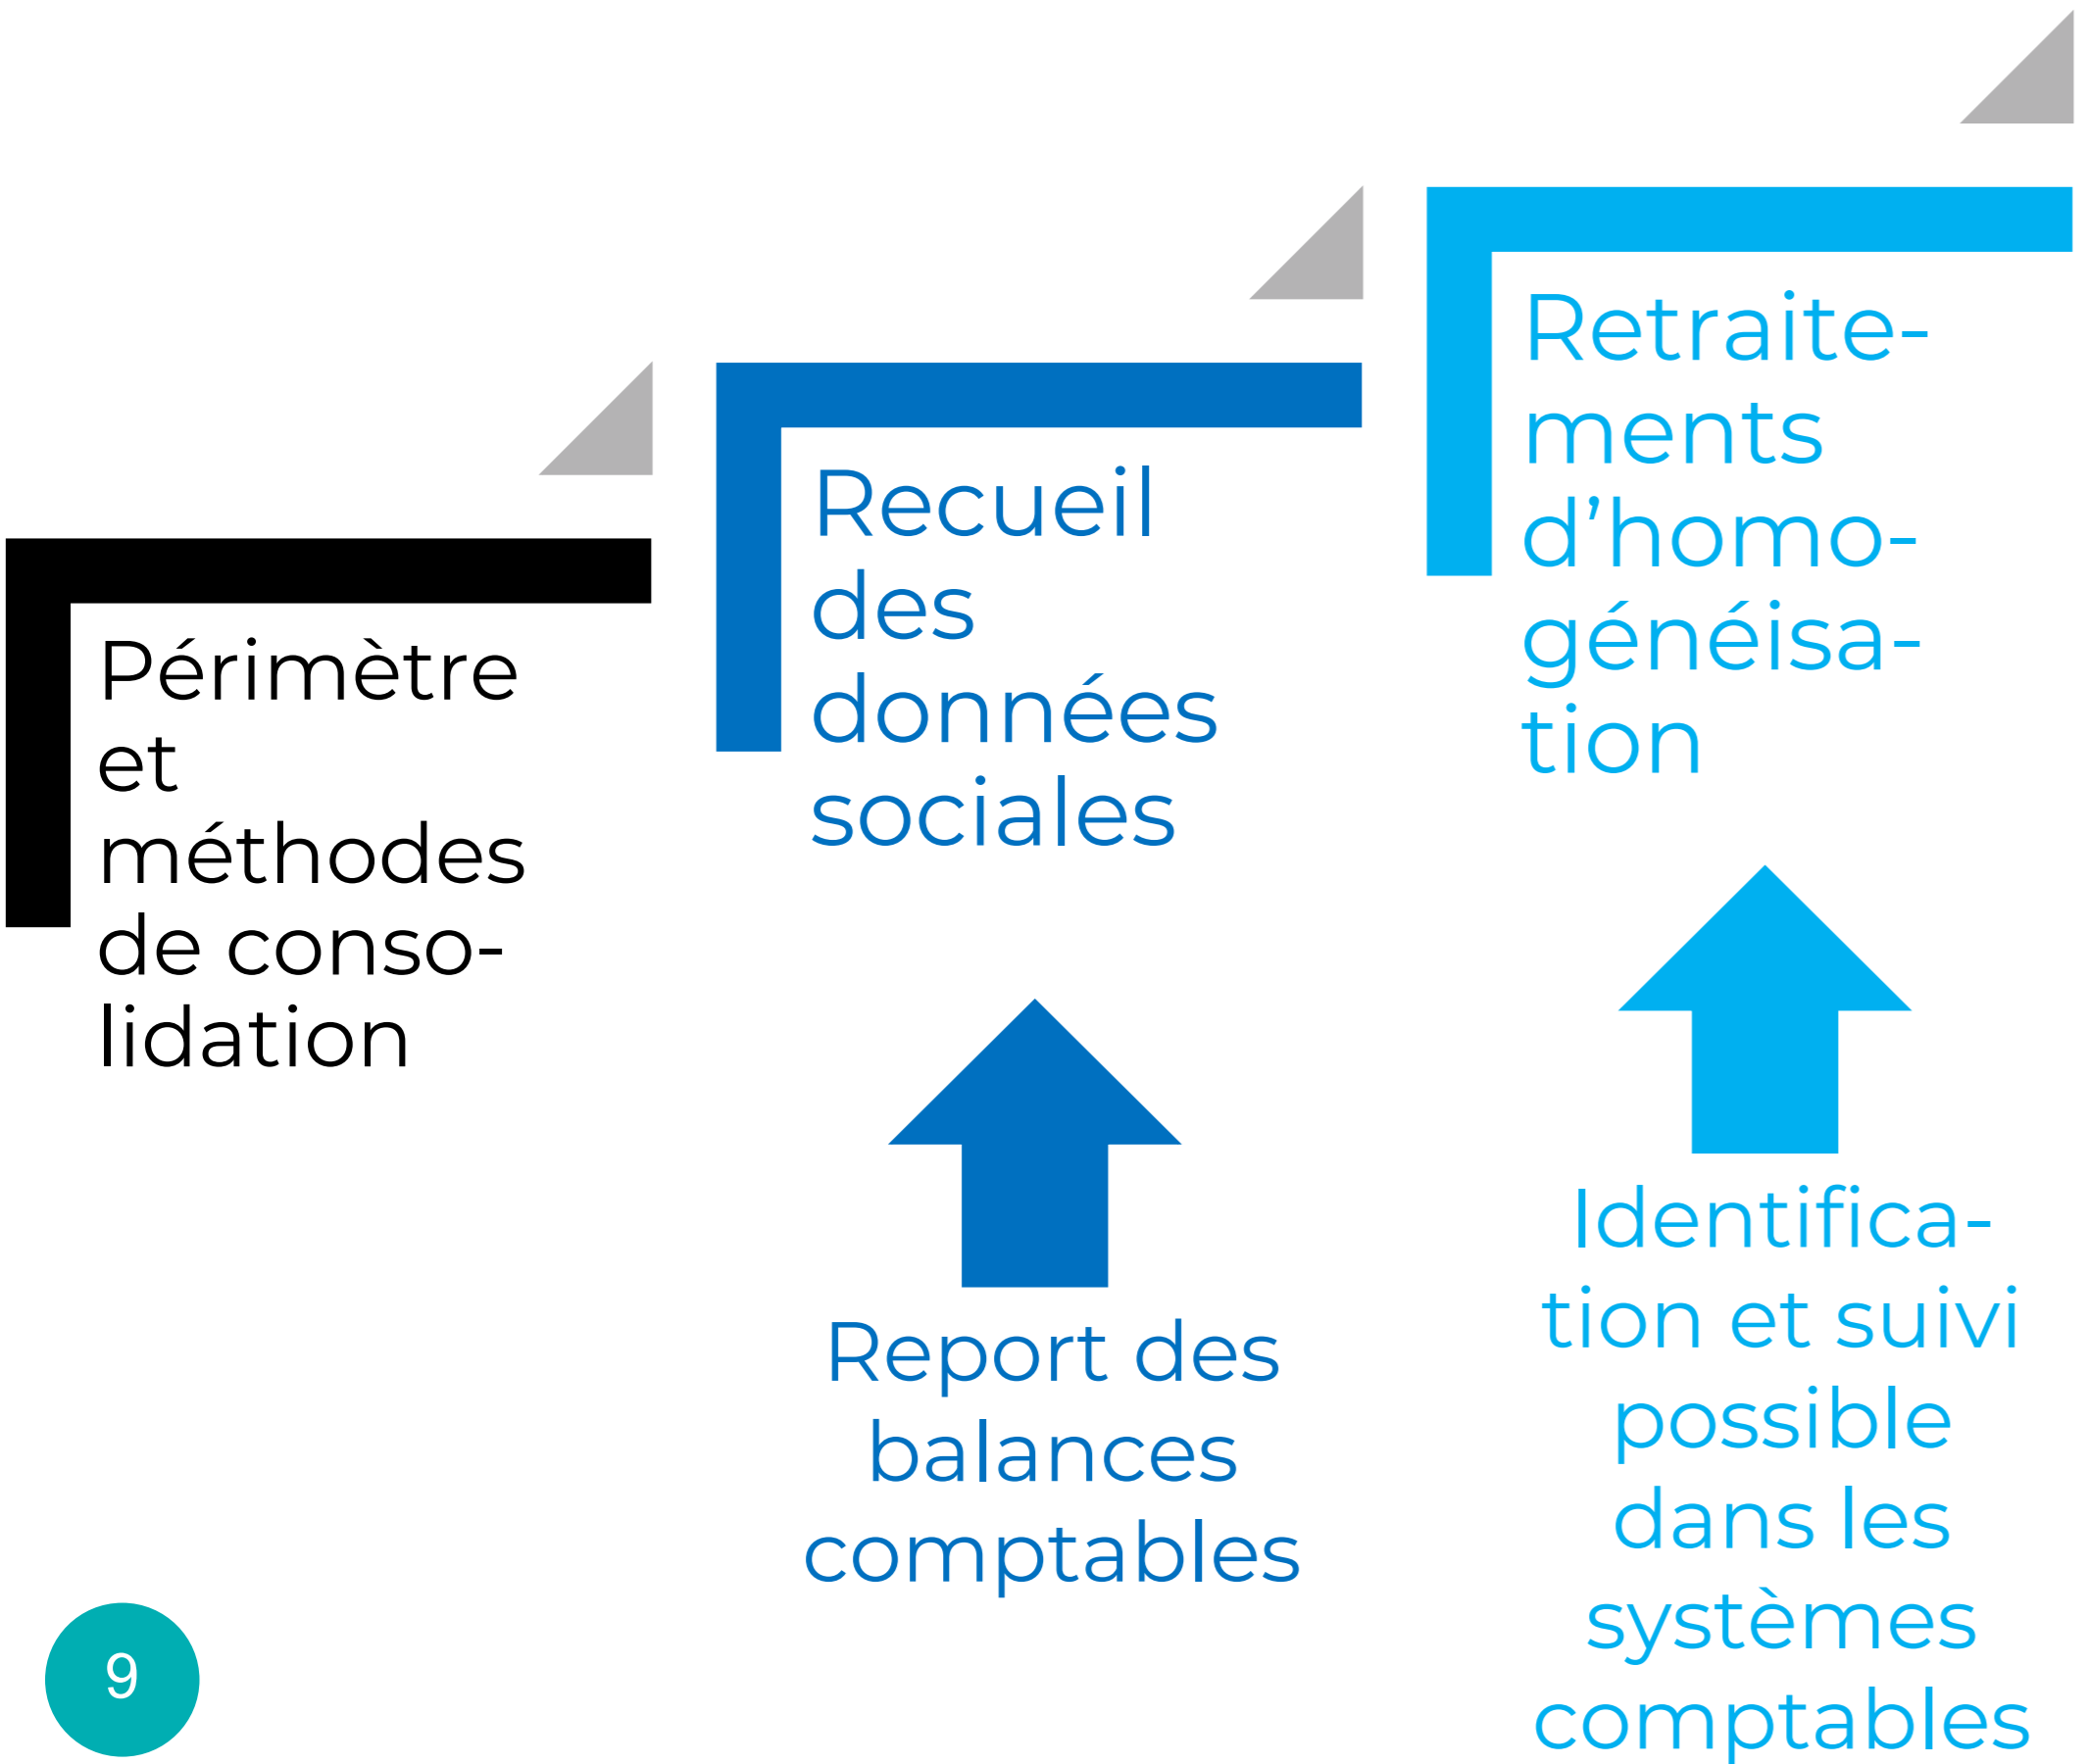 Périmètre
et
méthodes
de conso-
lidation
Recueil
des
données
sociales
Report des
balances
comptables
Retraite-
ments
d’homo-
généisa-
tion
Identifica-
tion et suivi
possible
dans les
systèmes
comptables
9